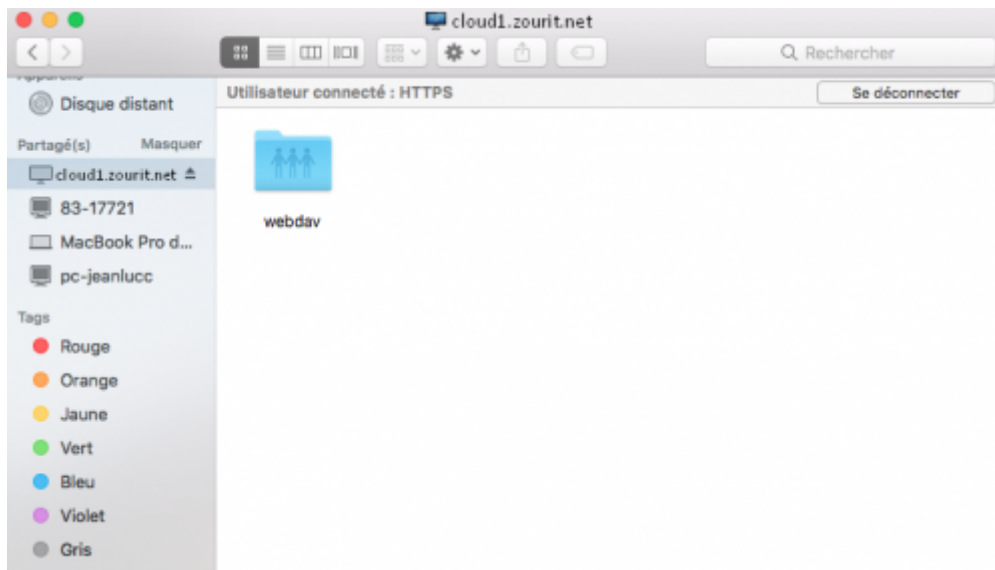 cloud1.zourit.net
Rechercher
Appareils
Disque distant
Utilisateur connecté : HTTPS
Se déconnecter
Partagé(s) Masquer
cloud1.zourit.net
83-17721
MacBook Pro d...
pc-jeanlucc
webdav
Tags
Rouge
Orange
Jaune
Vert
Bleu
Violet
Gris